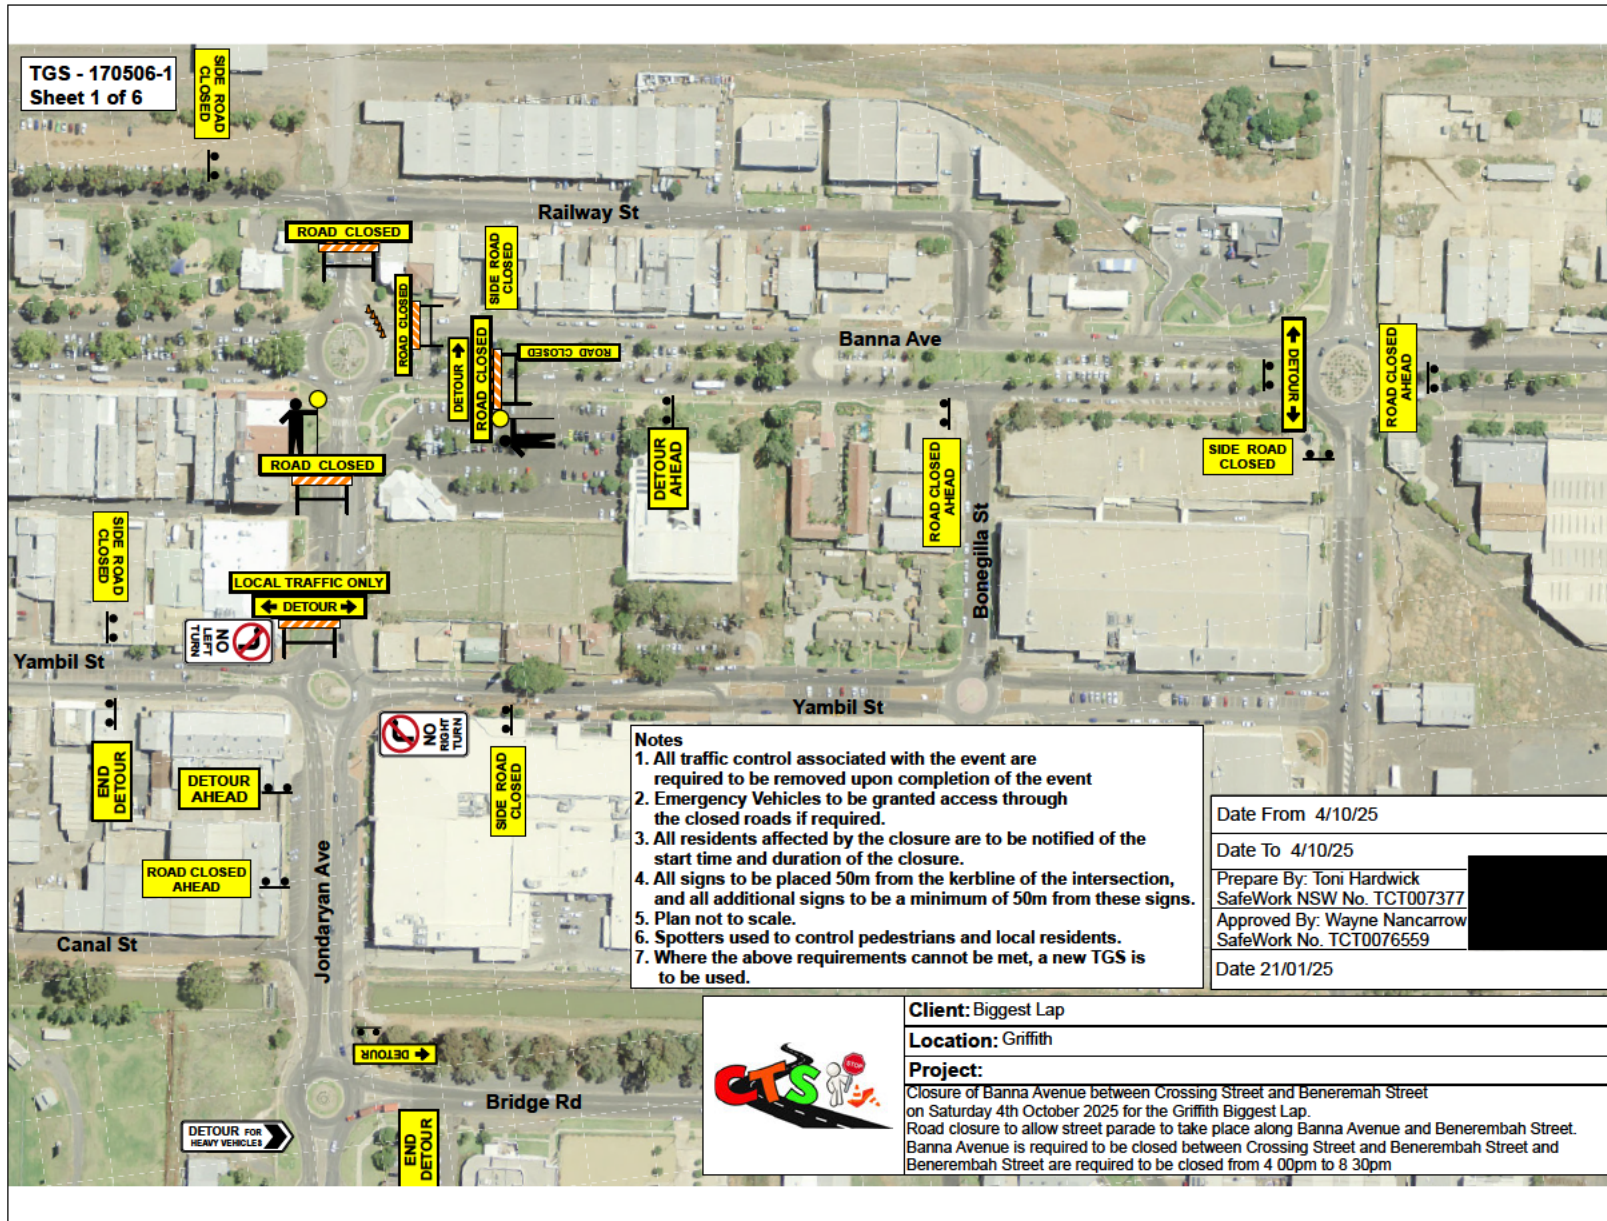 TGS - 170506-1
Sheet 1 of 6
SIDE ROAD
CLOSED
Railway St
ROAD CLOSED
SIDE ROAD
CLOSED
ROAD CLOSED
DETOUR
ROAD CLOSED
ROAD CLOSED
Banna Ave
DETOUR
ROAD CLOSED
AHEAD
ROAD CLOSED
DETOUR
AHEAD
ROAD CLOSED
AHEAD
SIDE ROAD
CLOSED
SIDE ROAD
CLOSED
LOCAL TRAFFIC ONLY
DETOUR
NO
LEFT
TURN
Bonegilla St
Yambil St
Yambil St
NO
RIGHT
TURN
END
DETOUR
DETOUR
AHEAD
SIDE ROAD
CLOSED
ROAD CLOSED
AHEAD
Jondaryan Ave
Canal St
DETOUR
Bridge Rd
DETOUR FOR
HEAVY VEHICLES
END
DETOUR
Notes
1. All traffic control associated with the event are
required to be removed upon completion of the event
2. Emergency Vehicles to be granted access through
the closed roads if required.
3. All residents affected by the closure are to be notified of the
start time and duration of the closure.
4. All signs to be placed 50m from the kerbline of the intersection,
and all additional signs to be a minimum of 50m from these signs.
5. Plan not to scale.
6. Spotters used to control pedestrians and local residents.
7. Where the above requirements cannot be met, a new TGS is
to be used.
Date From 4/10/25
Date To 4/10/25
Prepare By: Toni Hardwick
SafeWork NSW No. TCT007377
Approved By: Wayne Nancarrow
SafeWork No. TCT0076559
Date 21/01/25
CTS
STOP
Client: Biggest Lap
Location: Griffith
Project:
Closure of Banna Avenue between Crossing Street and Beneremah Street
on Saturday 4th October 2025 for the Griffith Biggest Lap.
Road closure to allow street parade to take place along Banna Avenue and Benerembah Street.
Banna Avenue is required to be closed between Crossing Street and Benerembah Street and
Benerembah Street are required to be closed from 4 00pm to 8 30pm